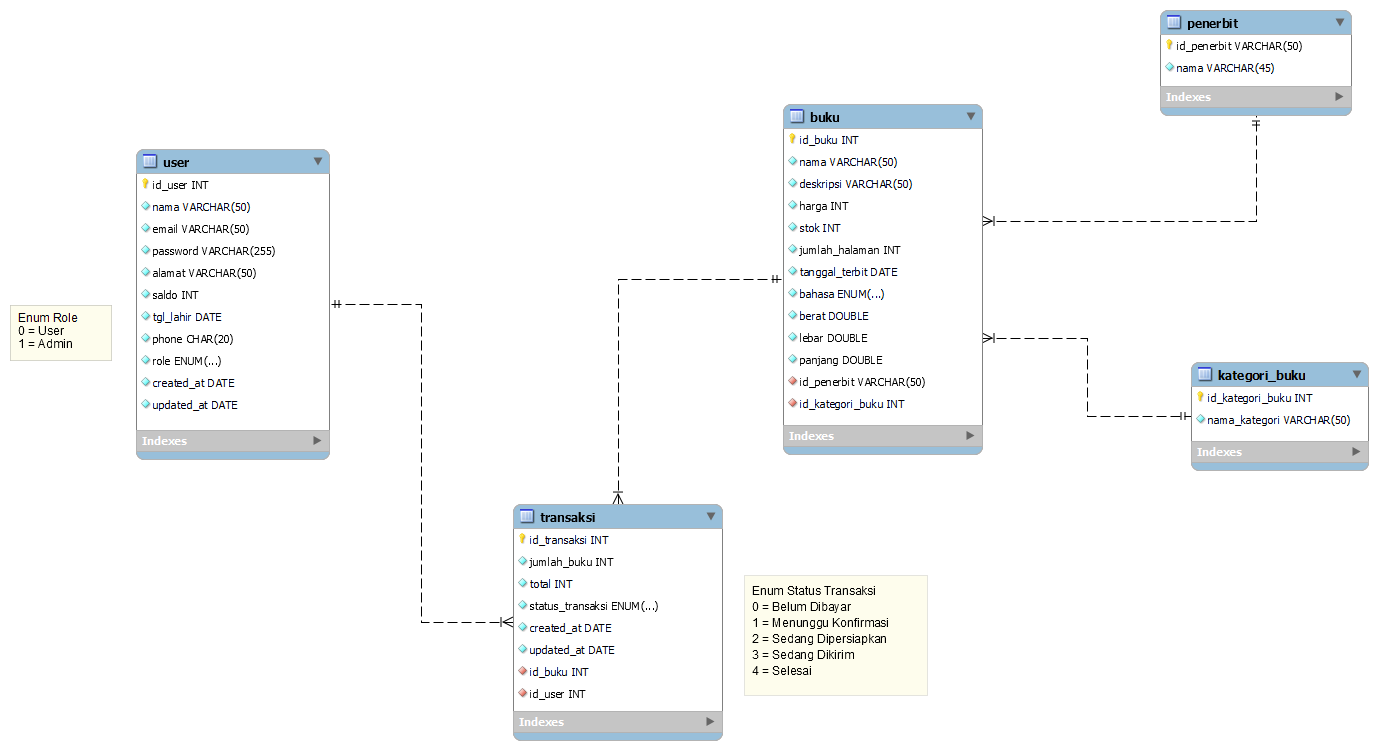 Enum Role
0 = User
1 = Admin
user
id_user INT
nama VARCHAR(50)
email VARCHAR(50)
password VARCHAR(255)
alamat VARCHAR(50)
saldo INT
tgl_lahir DATE
phone CHAR(20)
role ENUM(...)
created_at DATE
updated_at DATE
Indexes
transaksi
id_transaksi INT
jumlah_buku INT
total INT
status_transaksi ENUM(...)
created_at DATE
updated_at DATE
id_buku INT
id_user INT
Indexes
Enum Status Transaksi
0 = Belum Dibayar
1 = Menunggu Konfirmasi
2 = Sedang Dipersiapkan
3 = Sedang Dikirim
4 = Selesai
buku
id_buku INT
nama VARCHAR(50)
deskripsi VARCHAR(50)
harga INT
stok INT
jumlah_halaman INT
tanggal_terbit DATE
bahasa ENUM(...)
berat DOUBLE
lebar DOUBLE
panjang DOUBLE
id_penerbit VARCHAR(50)
id_kategori_buku INT
Indexes
penerbit
id_penerbit VARCHAR(50)
nama VARCHAR(45)
Indexes
kategori_buku
id_kategori_buku INT
nama_kategori VARCHAR(50)
Indexes